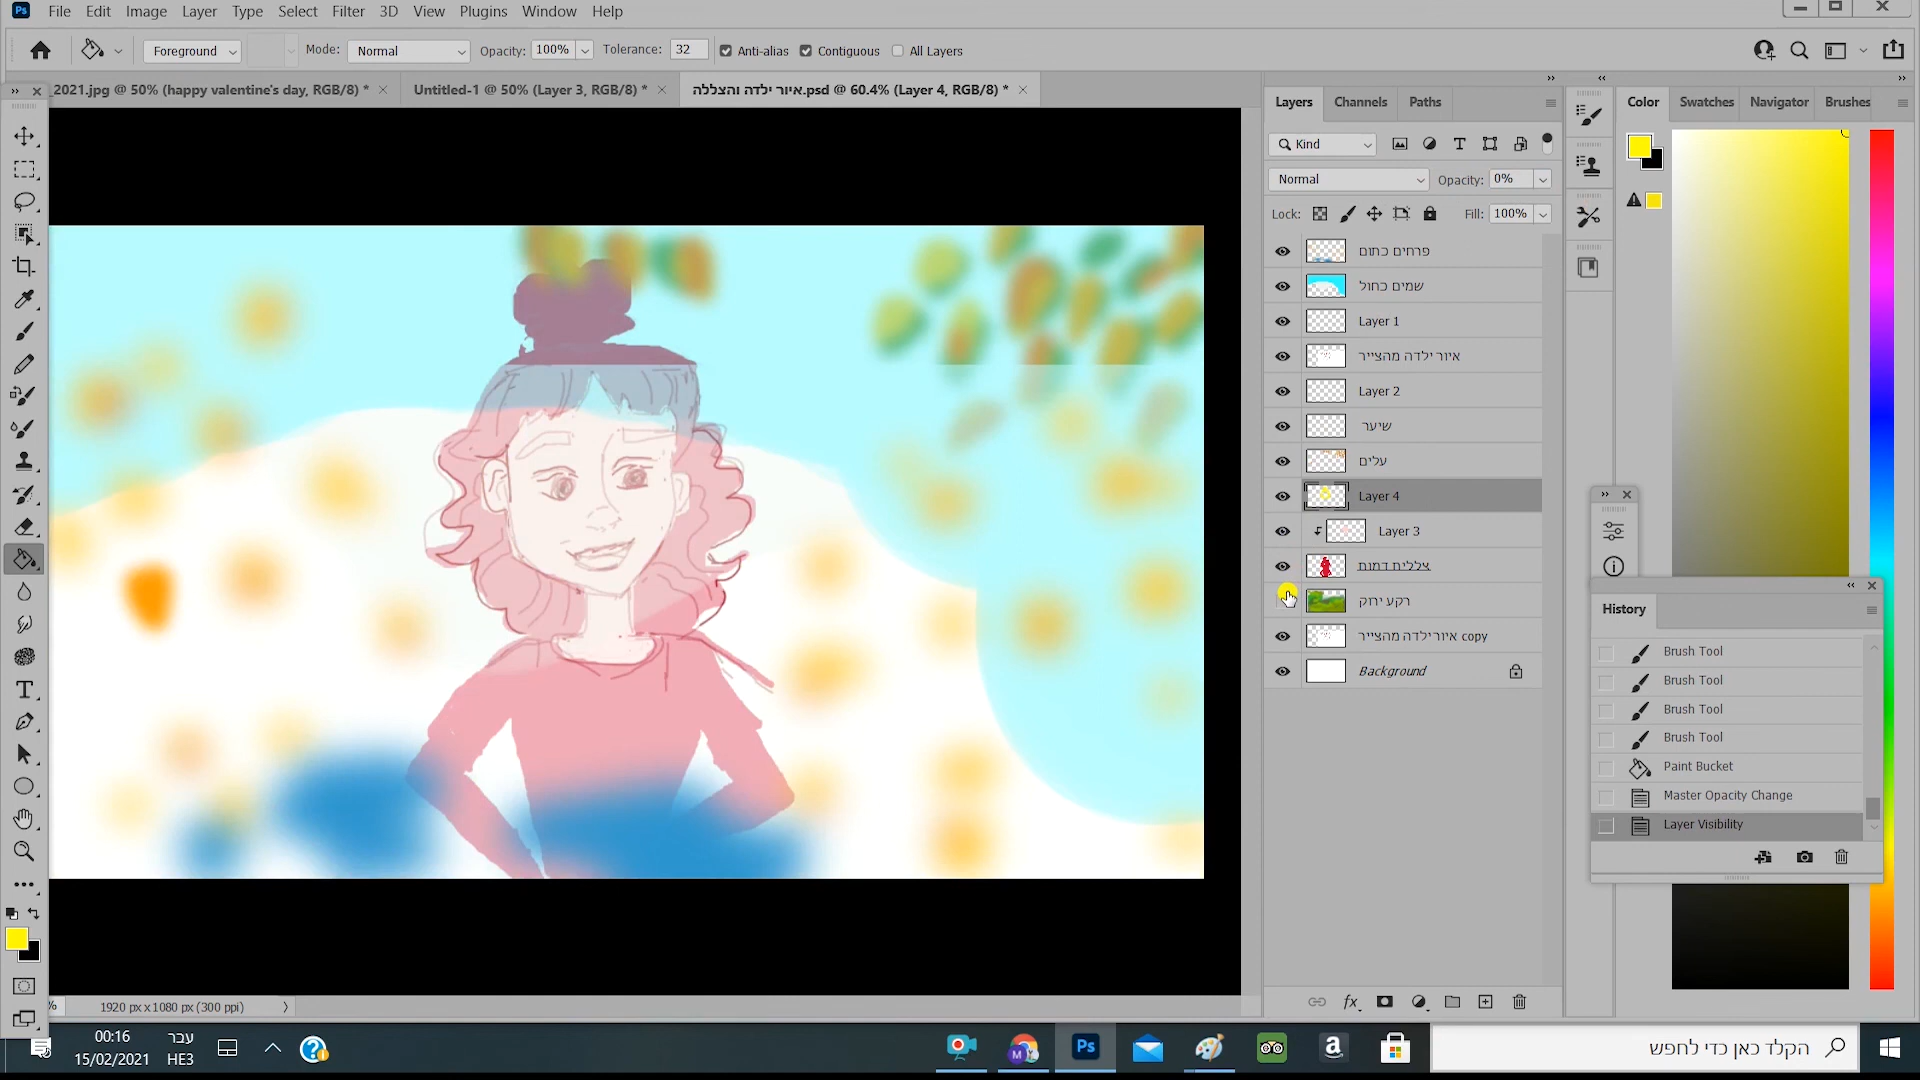 File Edit Image Layer Type Select Filter 3D View Plugins Window Help
Foreground Mode: Normal Opacity: 100% Tolerance: 32 Anti-alias Contiguous All Layers
_2021.jpg @ 50% (happy valentine's day, RGB/8) * Untitled-1 @ 50% (Layer 3, RGB/8) * איור ילדה והצללה.psd @ 60.4% (Layer 4, RGB/8) *
Layers Channels Paths
Color Swatches Navigator Brushes
Kind
Normal Opacity: 0%
Lock: Fill: 100%
פרחים כתום
שמים כחול
Layer 1
איור ילדה מהצייר
Layer 2
שיער
עלים
Layer 4
Layer 3
צללית דמות
רקע ירוק
איור ילדה מהצייר copy
Background
History
Brush Tool
Brush Tool
Brush Tool
Brush Tool
Paint Bucket
Master Opacity Change
Layer Visibility
% 1920 px x 1080 px (300 ppi)
00:16
15/02/2021
עבר
HE3
Ps
הקלד כאן כדי לחפש